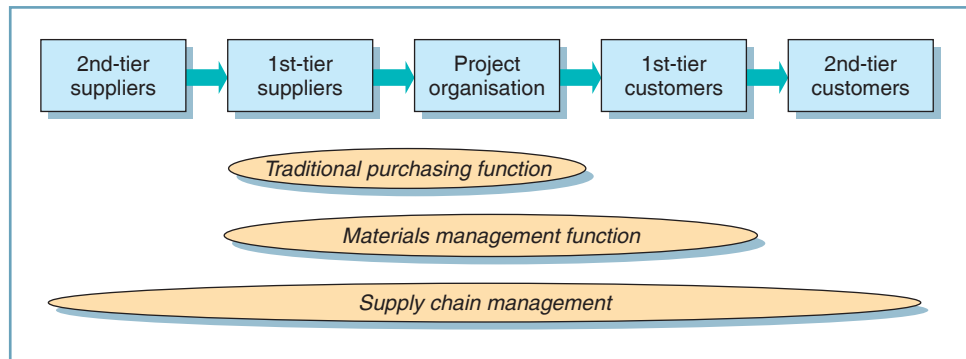 2nd-tier
suppliers
1st-tier
suppliers
Project
organisation
1st-tier
customers
2nd-tier
customers
Traditional purchasing function
Materials management function
Supply chain management